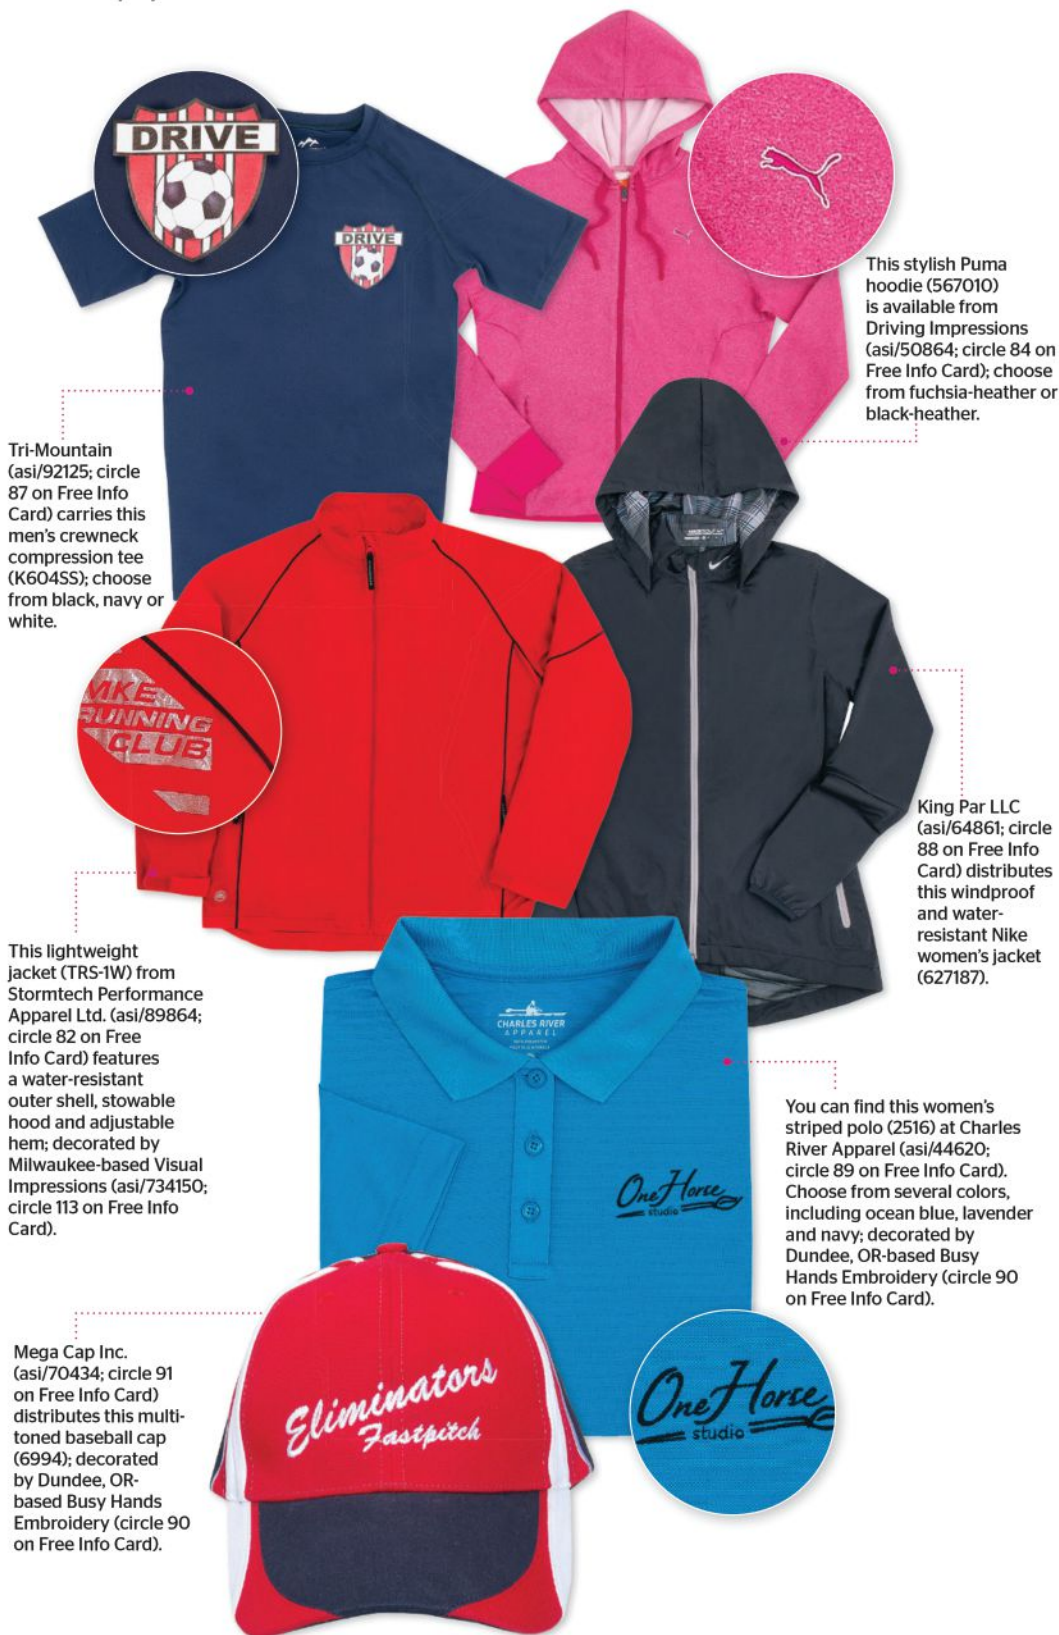 DRIVE
DRIVE
This stylish Puma
hoodie (567010)
is available from
Driving Impressions
(asi/50864; circle 84 on
Free Info Card); choose
from fuchsia-heather or
black-heather.
Tri-Mountain
(asi/92125; circle
87 on Free Info
Card) carries this
men's crewneck
compression tee
(K604SS); choose
from black, navy or
white.
MKE
RUNNING
CLUB
King Par LLC
(asi/64861; circle
88 on Free Info
Card) distributes
this windproof
and water-
resistant Nike
women's jacket
(627187).
This lightweight
jacket (TRS-1W) from
Stormtech Performance
Apparel Ltd. (asi/89864;
circle 82 on Free
Info Card) features
a water-resistant
outer shell, stowable
hood and adjustable
hem; decorated by
Milwaukee-based Visual
Impressions (asi/734150;
circle 113 on Free Info
Card).
CHARLES RIVER
APPAREL
One Horse
studio
You can find this women's
striped polo (2516) at Charles
River Apparel (asi/44620;
circle 89 on Free Info Card).
Choose from several colors,
including ocean blue, lavender
and navy; decorated by
Dundee, OR-based Busy
Hands Embroidery (circle 90
on Free Info Card).
Mega Cap Inc.
(asi/70434; circle 91
on Free Info Card)
distributes this multi-
toned baseball cap
(6994); decorated
by Dundee, OR-
based Busy Hands
Embroidery (circle 90
on Free Info Card).
Eliminators
Fastpitch
One Horse
studio